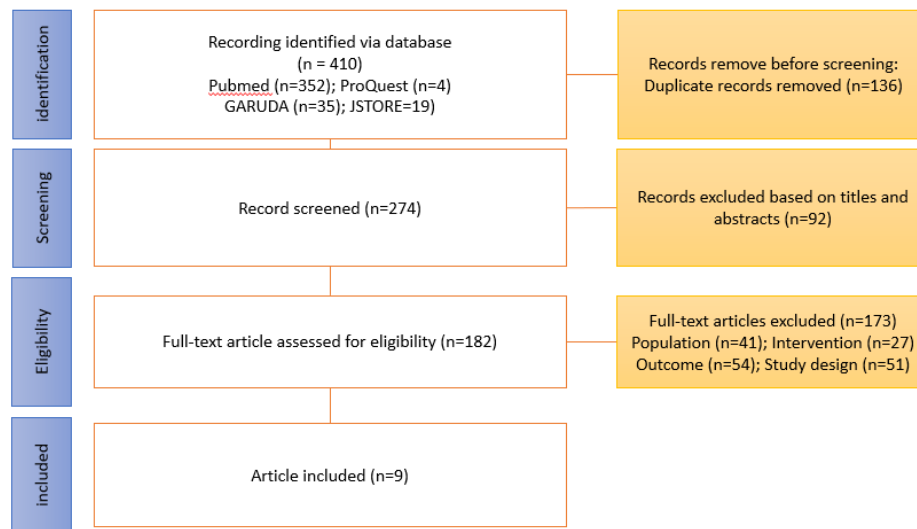 identification
Recording identified via database
(n = 410)
Pubmed (n=352); ProQuest (n=4)
GARUDA (n=35); JSTORE=19)
Records remove before screening:
Duplicate records removed (n=136)
Screening
Record screened (n=274)
Records excluded based on titles and
abstracts (n=92)
Eligibility
Full-text article assessed for eligibility (n=182)
Full-text articles excluded (n=173)
Population (n=41); Intervention (n=27)
Outcome (n=54); Study design (n=51)
included
Article included (n=9)